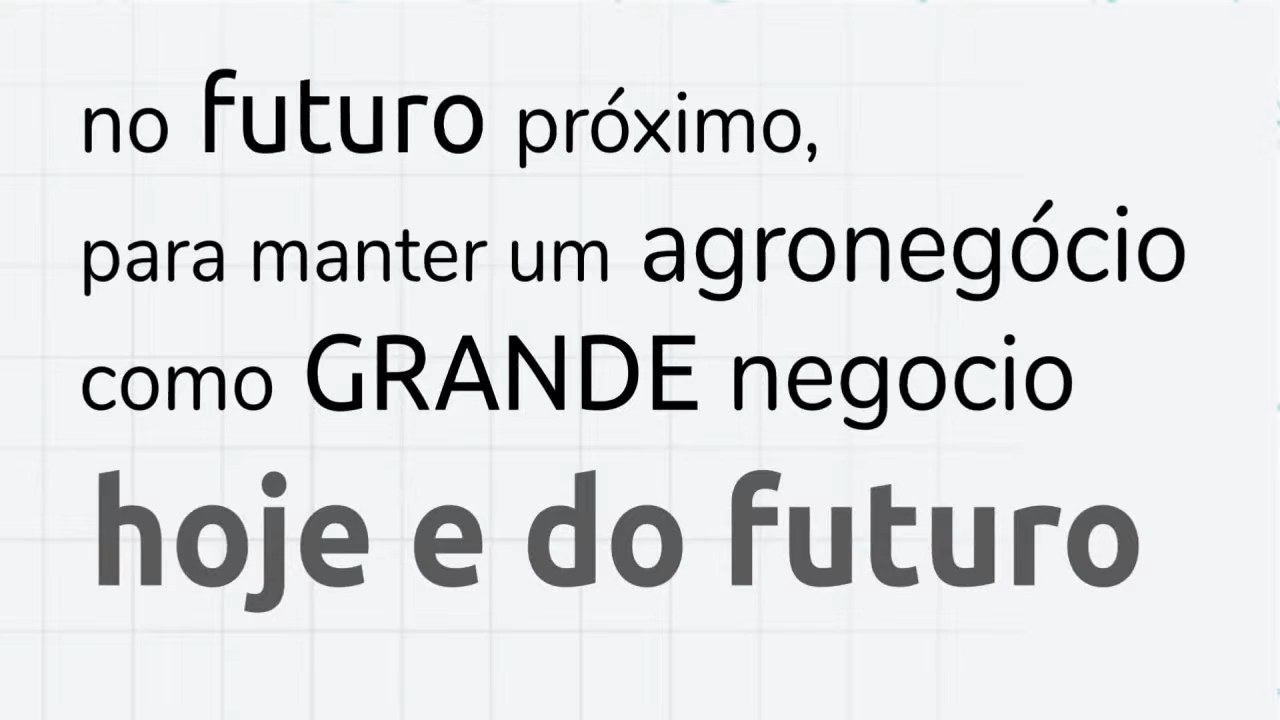 no futuro próximo,
para manter um agronegócio
como GRANDE negocio
hoje e do futuro